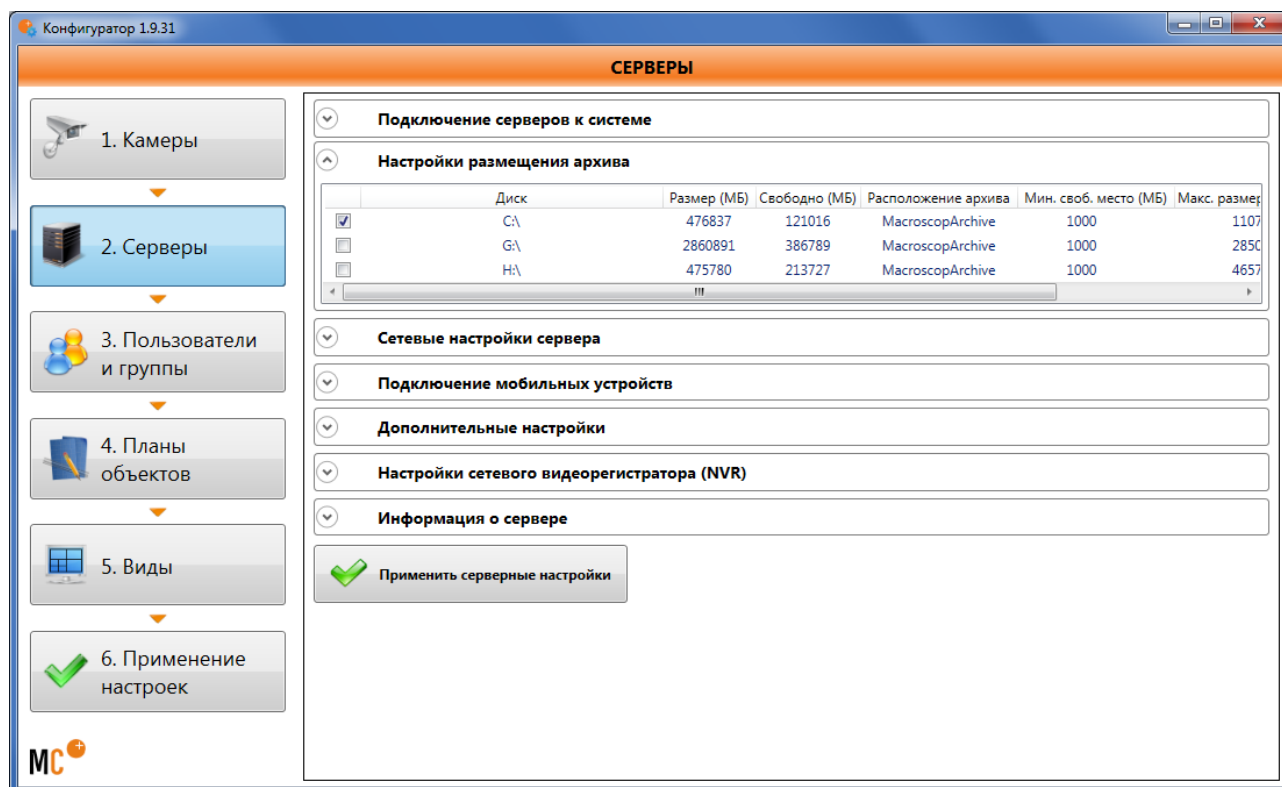 Конфигуратор 1.9.31
СЕРВЕРЫ
1. Камеры
2. Серверы
3. Пользователи
и группы
4. Планы
объектов
5. Виды
6. Применение
настроек
MC
Подключение серверов к системе
Настройки размещения архива
Диск Размер (МБ) Свободно (МБ) Расположение архива Мин. своб. место (МБ) Макс. размер
C:\ 476837 121016 MacroscopArchive 1000 1107
G:\ 2860891 386789 MacroscopArchive 1000 2850
H:\ 475780 213727 MacroscopArchive 1000 4657
Сетевые настройки сервера
Подключение мобильных устройств
Дополнительные настройки
Настройки сетевого видеорегистратора (NVR)
Информация о сервере
Применить серверные настройки